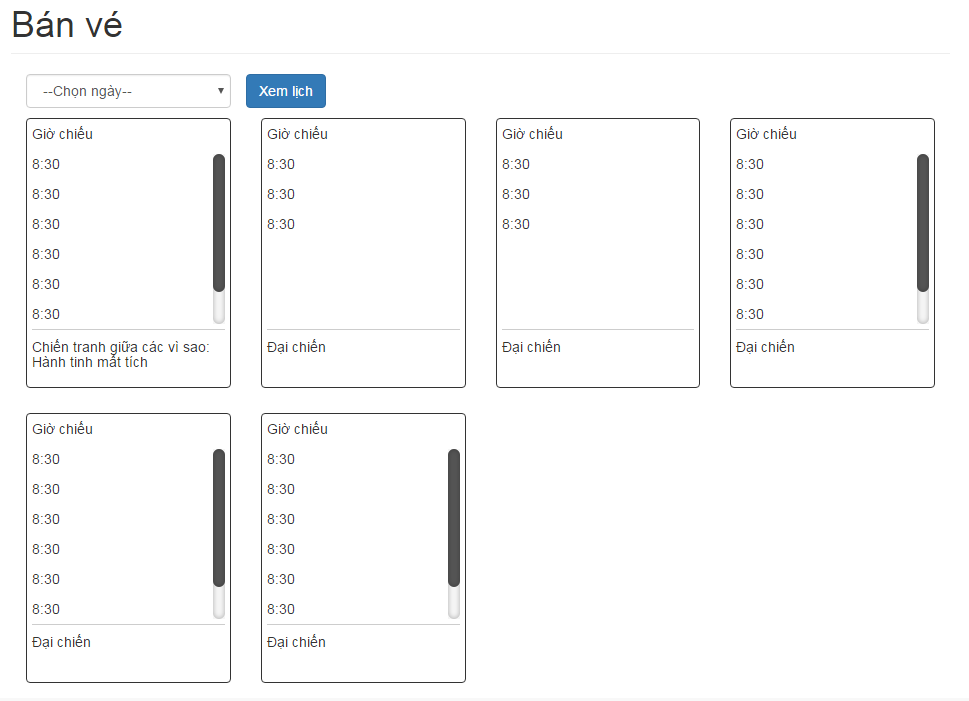 Bán vé
--Chọn ngày--
Xem lịch
Giờ chiếu
8:30
8:30
8:30
8:30
8:30
8:30
Chiến tranh giữa các vì sao:
Hành tinh mất tích
Giờ chiếu
8:30
8:30
8:30
Đại chiến
Giờ chiếu
8:30
8:30
8:30
Đại chiến
Giờ chiếu
8:30
8:30
8:30
8:30
8:30
8:30
Đại chiến
Giờ chiếu
8:30
8:30
8:30
8:30
8:30
8:30
Đại chiến
Giờ chiếu
8:30
8:30
8:30
8:30
8:30
8:30
Đại chiến